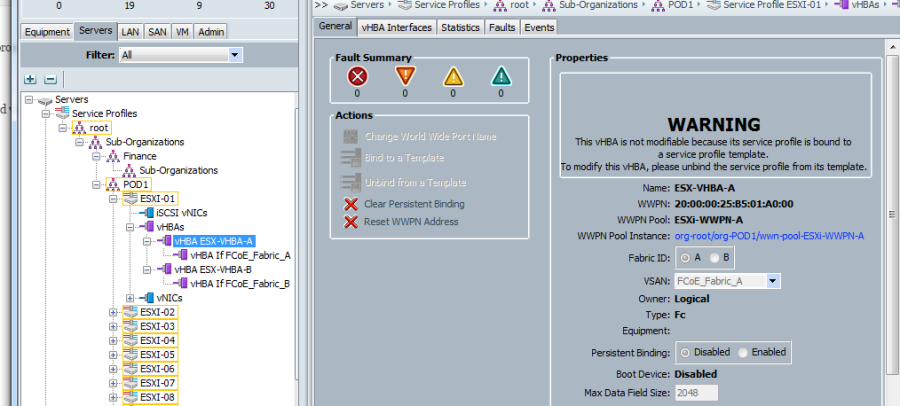 0 19 9 30
>> Servers Service Profiles root Sub-Organizations POD1 Service Profile ESXI-01 vHBAs
Equipment Servers LAN SAN VM Admin
General vHBA Interfaces Statistics Faults Events
Filter: All
Servers
Service Profiles
root
Sub-Organizations
Finance
Sub-Organizations
POD1
ESXI-01
iSCSI vNICs
vHBAs
vHBA ESX-VHBA-A
vHBA If FCoE_Fabric_A
vHBA ESX-VHBA-B
vHBA If FCoE_Fabric_B
vNICs
ESXI-02
ESXI-03
ESXI-04
ESXI-05
ESXI-06
ESXI-07
ESXI-08
Fault Summary
0 0 0 0
Actions
Change World Wide Port Name
Bind to a Template
Unbind from a Template
Clear Persistent Binding
Reset WWPN Address
Properties
WARNING
This vHBA is not modifiable because its service profile is bound to
a service profile template.
To modify this vHBA, please unbind the service profile from its template.
Name: ESX-VHBA-A
WWPN: 20:00:00:25:B5:01:A0:00
WWPN Pool: ESXi-WWPN-A
WWPN Pool Instance: org-root/org-POD1/wwn-pool-ESXi-WWPN-A
Fabric ID: A B
VSAN: FCoE_Fabric_A
Owner: Logical
Type: Fc
Equipment:
Persistent Binding: Disabled Enabled
Boot Device: Disabled
Max Data Field Size: 2048